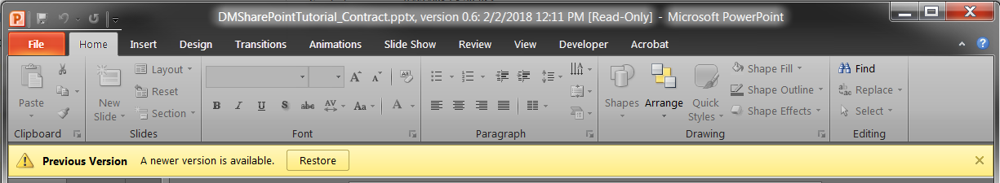 DMSharePointTutorial_Contract.pptx, version 0.6: 2/2/2018 12:11 PM [Read-Only] - Microsoft PowerPoint
File Home Insert Design Transitions Animations Slide Show Review View Developer Acrobat
Paste
Clipboard
New
Slide
Layout
Reset
Section
Slides
B I U S abc AV Aa A
Font
Paragraph
Shapes
Arrange
Quick
Styles
Shape Fill
Shape Outline
Shape Effects
Drawing
Find
Replace
Select
Editing
Previous Version A newer version is available. Restore